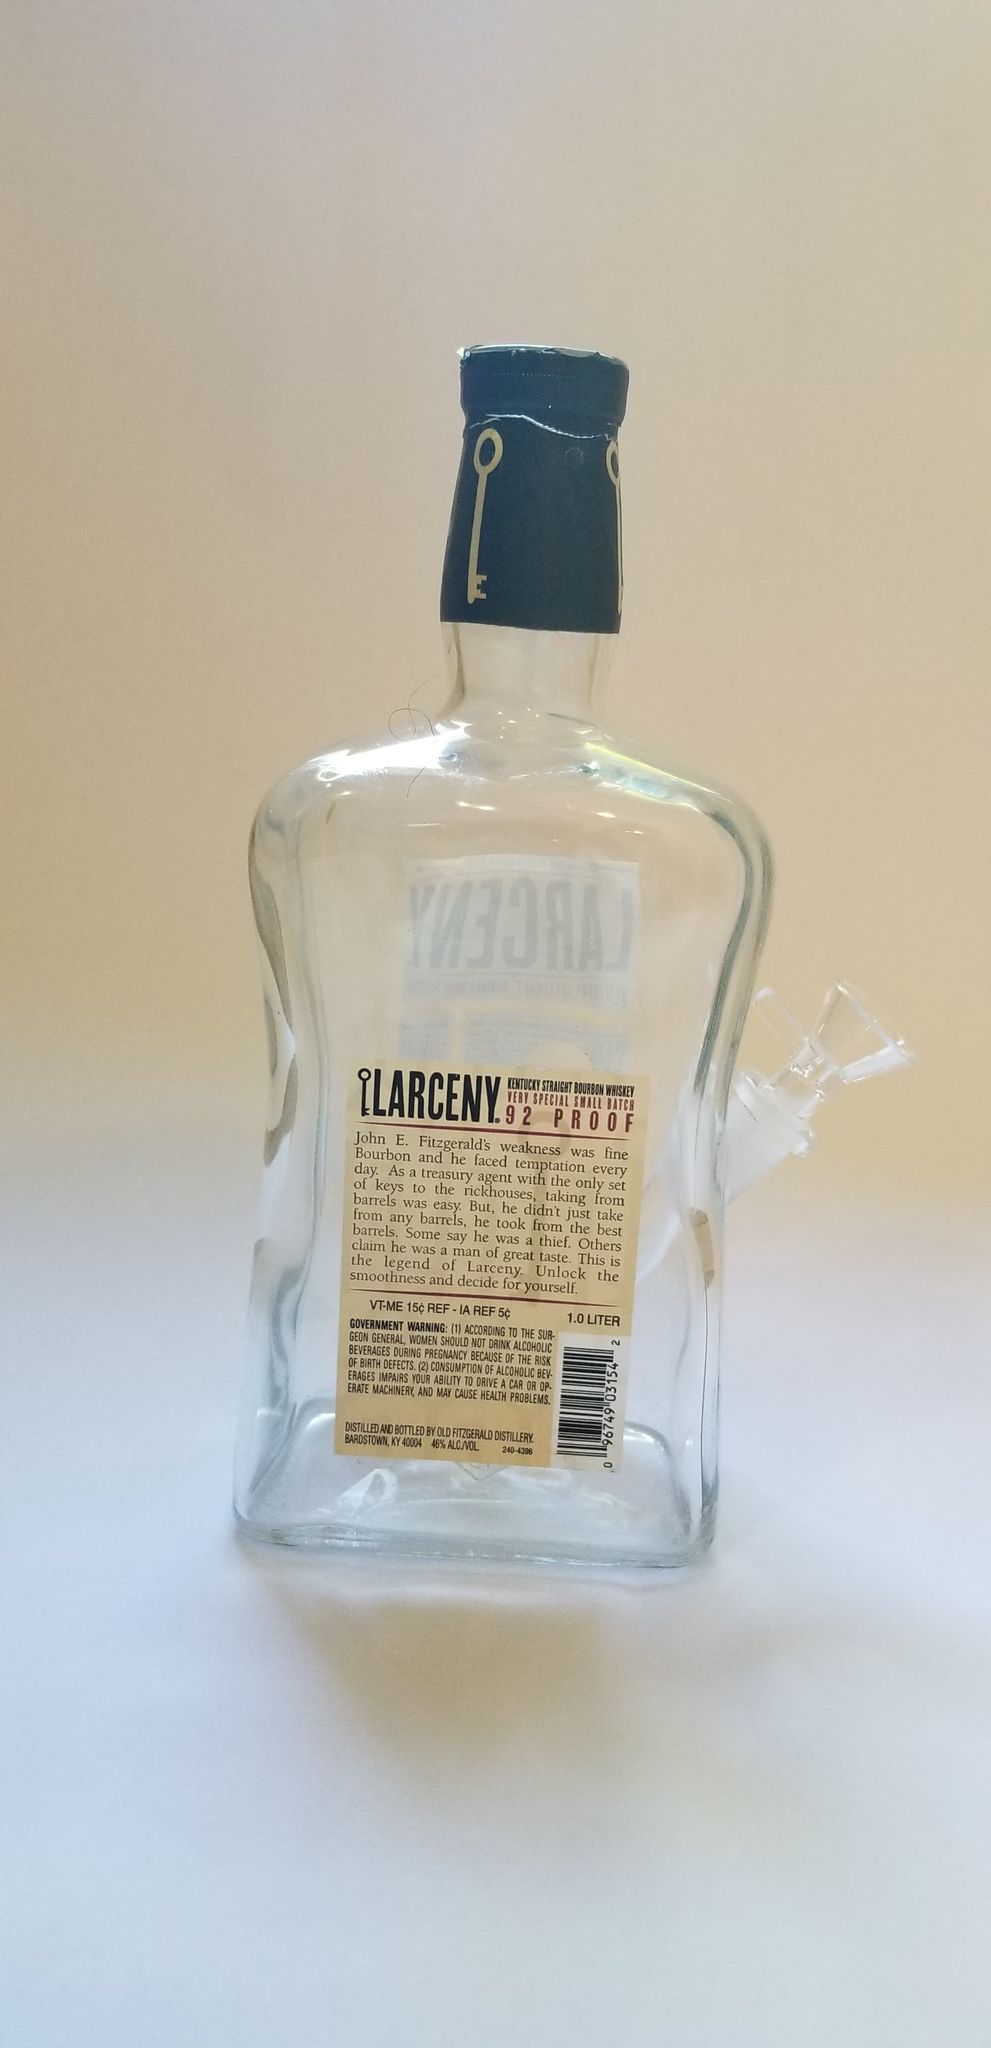 LARCENY
LARCENY® KENTUCKY STRAIGHT BOURBON WHISKEY
VERY SPECIAL SMALL BATCH
92 PROOF
John E. Fitzgerald's weakness was fine
Bourbon and he faced temptation every
day. As a treasury agent with the only set
of keys to the rickhouses, taking from
barrels was easy. But, he didn't just take
from any barrels, he took from the best
barrels. Some say he was a thief. Others
claim he was a man of great taste. This is
the legend of Larceny. Unlock the
smoothness and decide for yourself.
VT-ME 15¢ REF - IA REF 5¢ 1.0 LITER
GOVERNMENT WARNING: (1) ACCORDING TO THE SUR-
GEON GENERAL, WOMEN SHOULD NOT DRINK ALCOHOLIC
BEVERAGES DURING PREGNANCY BECAUSE OF THE RISK
OF BIRTH DEFECTS. (2) CONSUMPTION OF ALCOHOLIC BEV-
ERAGES IMPAIRS YOUR ABILITY TO DRIVE A CAR OR OP-
ERATE MACHINERY, AND MAY CAUSE HEALTH PROBLEMS.
DISTILLED AND BOTTLED BY OLD FITZGERALD DISTILLERY,
BARDSTOWN, KY 40004 46% ALC./VOL. 240-4396
0 96749 03154 2